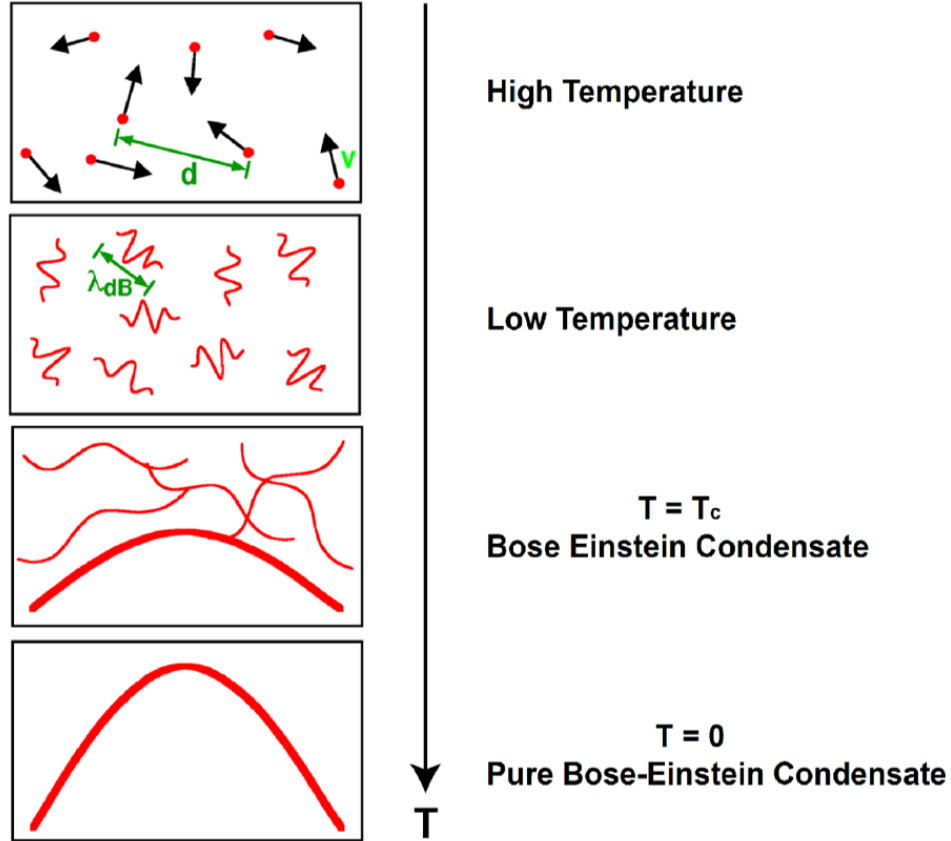 High Temperature
v
d
λdB
Low Temperature
T = Tc
Bose Einstein Condensate
T = 0
Pure Bose-Einstein Condensate
T